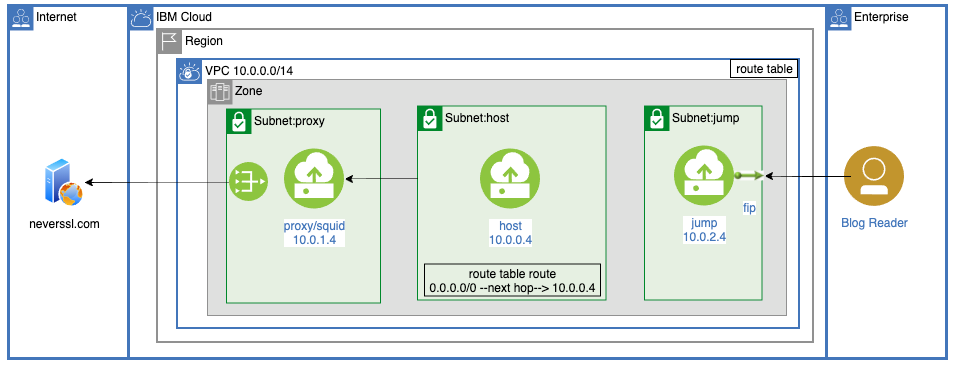 Internet
IBM Cloud
Enterprise
Region
VPC 10.0.0.0/14
route table
Zone
Subnet:proxy
Subnet:host
Subnet:jump
neverssl.com
proxy/squid
10.0.1.4
host
10.0.0.4
jump
10.0.2.4
fip
Blog Reader
route table route
0.0.0.0/0 --next hop--> 10.0.0.4